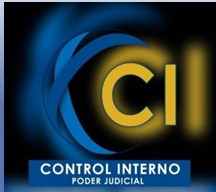 CI
CONTROL INTERNO
PODER JUDICIAL